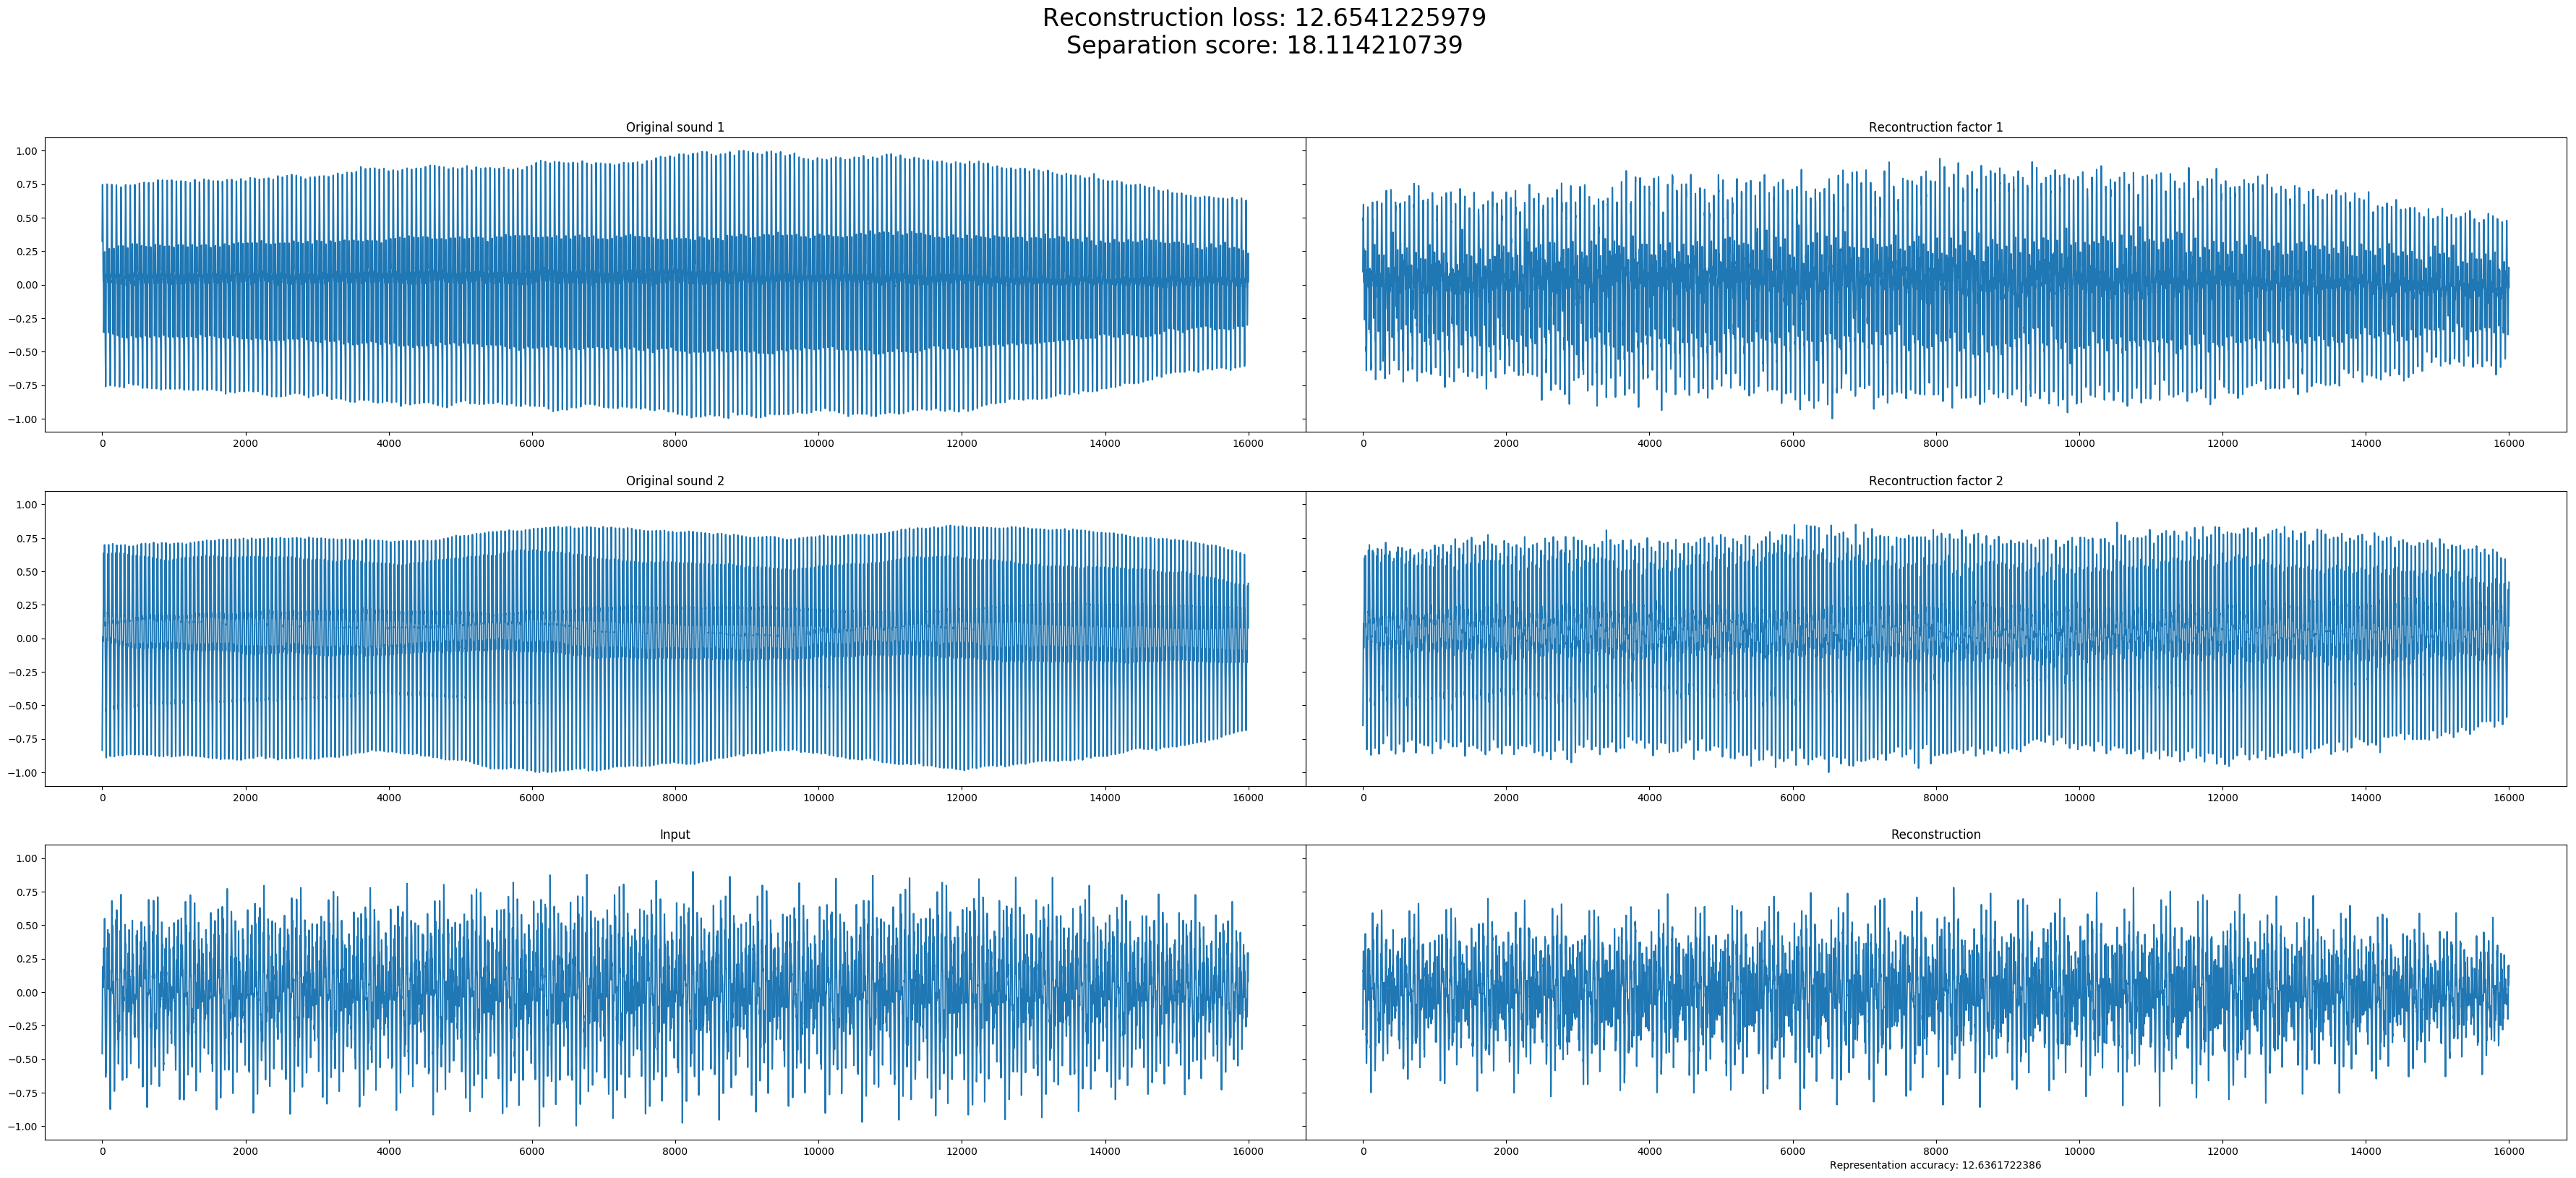 Reconstruction loss: 12.6541225979
Separation score: 18.114210739
Original sound 1
Recontruction factor 1
1.00
0.75
0.50
0.25
0.00
−0.25
−0.50
−0.75
−1.00
0 2000 4000 6000 8000 10000 12000 14000 16000
0 2000 4000 6000 8000 10000 12000 14000 16000
Original sound 2
Recontruction factor 2
1.00
0.75
0.50
0.25
0.00
−0.25
−0.50
−0.75
−1.00
0 2000 4000 6000 8000 10000 12000 14000 16000
0 2000 4000 6000 8000 10000 12000 14000 16000
Input
Reconstruction
1.00
0.75
0.50
0.25
0.00
−0.25
−0.50
−0.75
−1.00
0 2000 4000 6000 8000 10000 12000 14000 16000
0 2000 4000 6000 8000 10000 12000 14000 16000
Representation accuracy: 12.6361722386